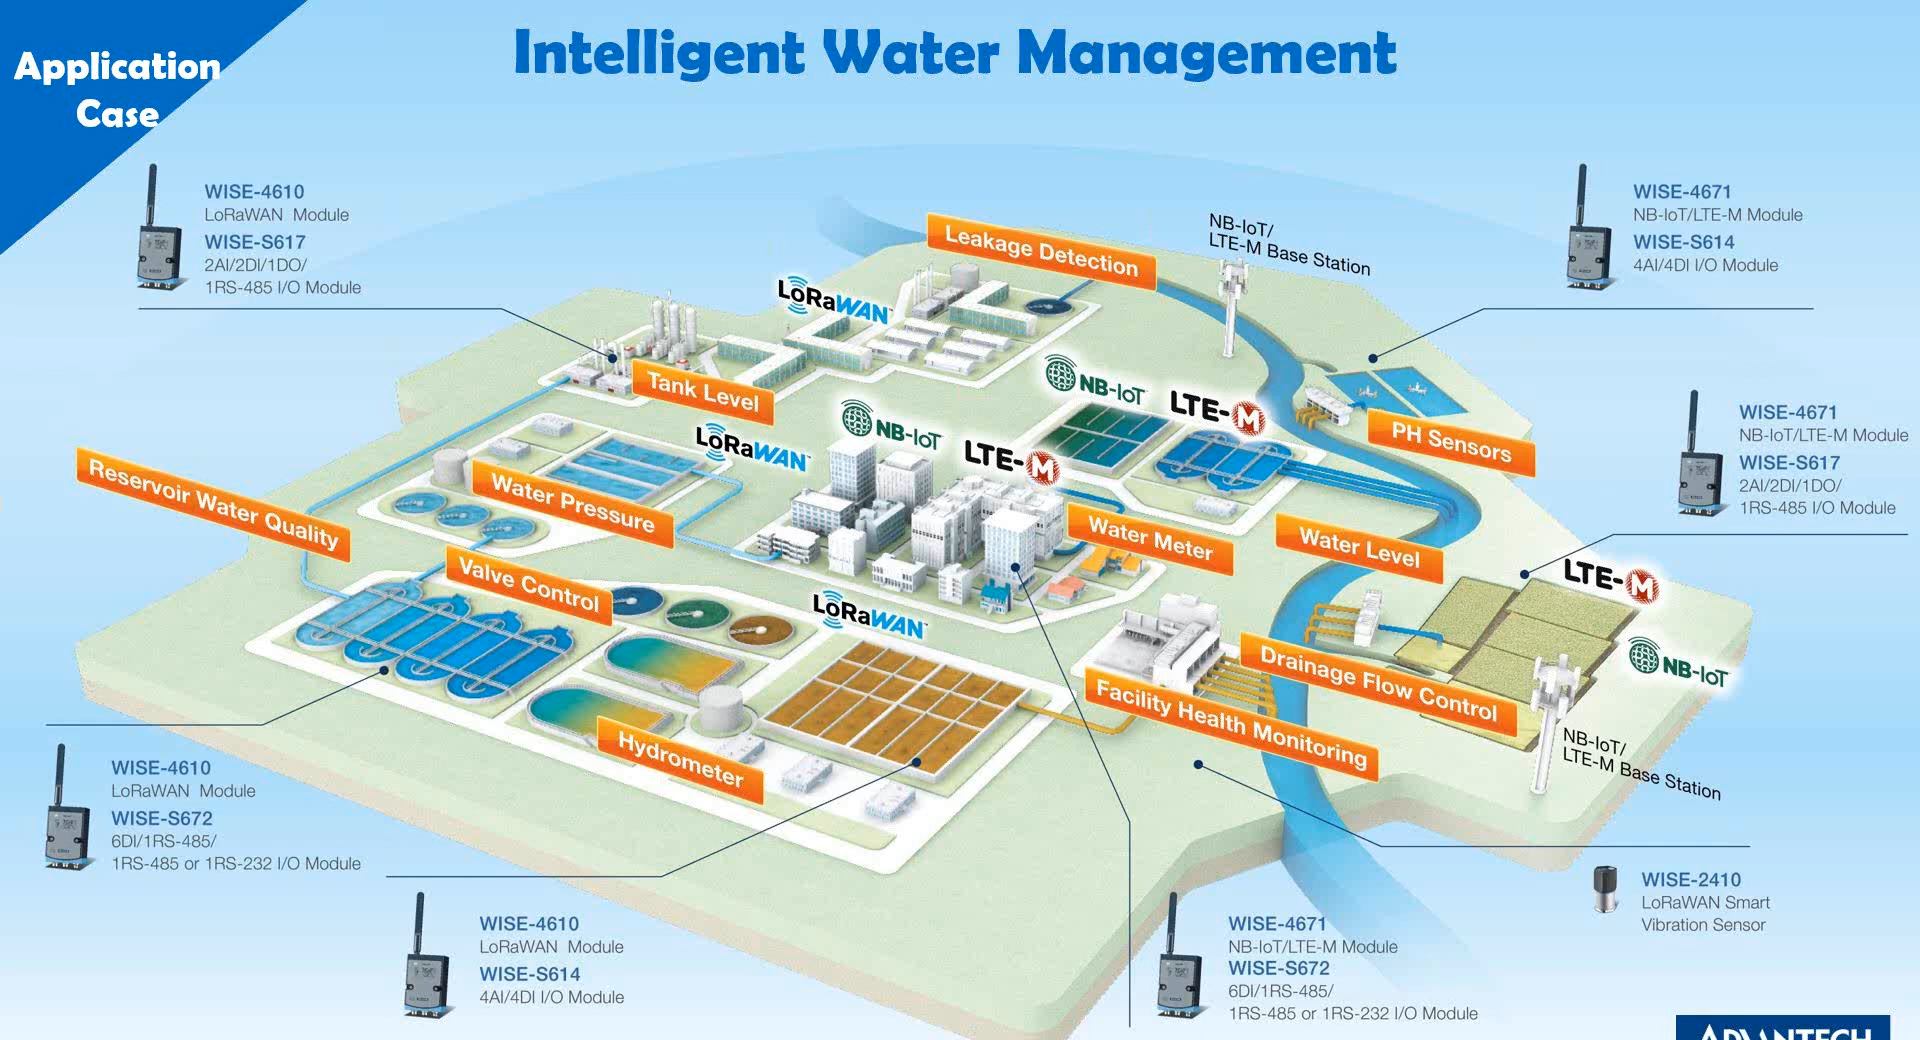 Application
Case
Intelligent Water Management
WISE-4610
LoRaWAN Module
WISE-S617
2AI/2DI/1DO/
1RS-485 I/O Module
WISE-4671
NB-IoT/LTE-M Module
WISE-S614
4AI/4DI I/O Module
NB-IoT/
LTE-M Base Station
Leakage Detection
LoRaWAN
Tank Level
NB-IoT
LTE-M
PH Sensors
WISE-4671
NB-IoT/LTE-M Module
WISE-S617
2AI/2DI/1DO/
1RS-485 I/O Module
NB-IoT
LTE-M
LoRaWAN
Reservoir Water Quality
Water Pressure
Water Meter
Water Level
Valve Control
LoRaWAN
LTE-M
NB-IoT
Drainage Flow Control
Facility Health Monitoring
Hydrometer
NB-IoT/
LTE-M Base Station
WISE-4610
LoRaWAN Module
WISE-S672
6DI/1RS-485/
1RS-485 or 1RS-232 I/O Module
WISE-4610
LoRaWAN Module
WISE-S614
4AI/4DI I/O Module
WISE-4671
NB-IoT/LTE-M Module
WISE-S672
6DI/1RS-485/
1RS-485 or 1RS-232 I/O Module
WISE-2410
LoRaWAN Smart
Vibration Sensor
ADVANTECH